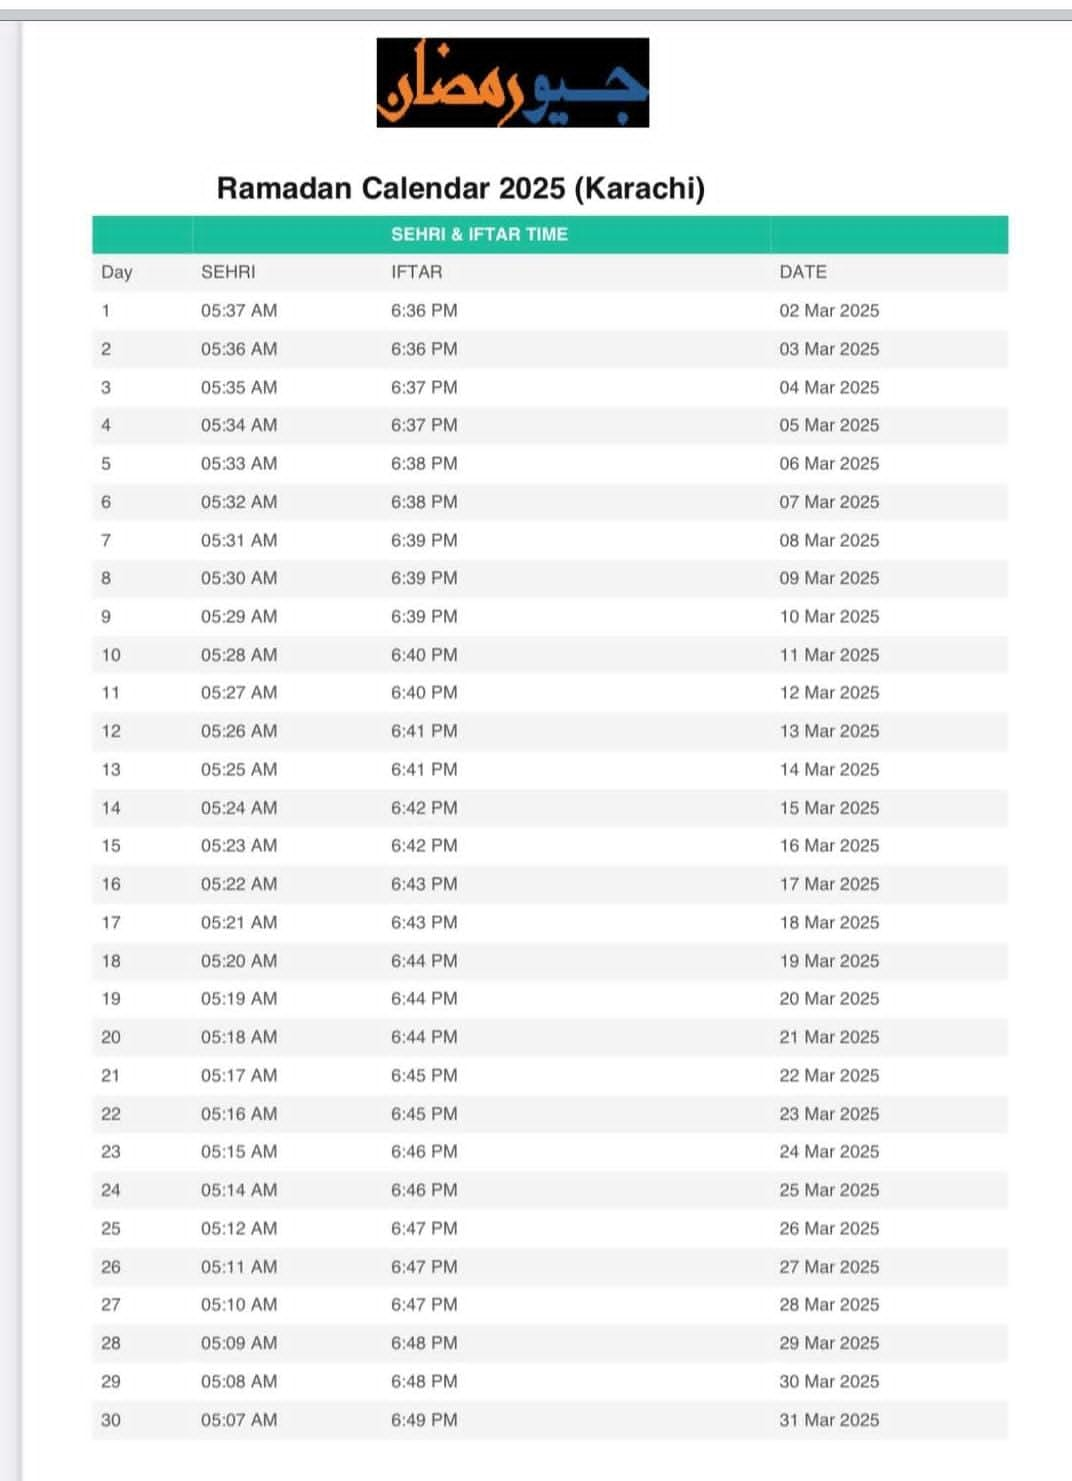 جیو رمضان
Ramadan Calendar 2025 (Karachi)
SEHRI & IFTAR TIME
Day SEHRI IFTAR DATE
1 05:37 AM 6:36 PM 02 Mar 2025
2 05:36 AM 6:36 PM 03 Mar 2025
3 05:35 AM 6:37 PM 04 Mar 2025
4 05:34 AM 6:37 PM 05 Mar 2025
5 05:33 AM 6:38 PM 06 Mar 2025
6 05:32 AM 6:38 PM 07 Mar 2025
7 05:31 AM 6:39 PM 08 Mar 2025
8 05:30 AM 6:39 PM 09 Mar 2025
9 05:29 AM 6:39 PM 10 Mar 2025
10 05:28 AM 6:40 PM 11 Mar 2025
11 05:27 AM 6:40 PM 12 Mar 2025
12 05:26 AM 6:41 PM 13 Mar 2025
13 05:25 AM 6:41 PM 14 Mar 2025
14 05:24 AM 6:42 PM 15 Mar 2025
15 05:23 AM 6:42 PM 16 Mar 2025
16 05:22 AM 6:43 PM 17 Mar 2025
17 05:21 AM 6:43 PM 18 Mar 2025
18 05:20 AM 6:44 PM 19 Mar 2025
19 05:19 AM 6:44 PM 20 Mar 2025
20 05:18 AM 6:44 PM 21 Mar 2025
21 05:17 AM 6:45 PM 22 Mar 2025
22 05:16 AM 6:45 PM 23 Mar 2025
23 05:15 AM 6:46 PM 24 Mar 2025
24 05:14 AM 6:46 PM 25 Mar 2025
25 05:12 AM 6:47 PM 26 Mar 2025
26 05:11 AM 6:47 PM 27 Mar 2025
27 05:10 AM 6:47 PM 28 Mar 2025
28 05:09 AM 6:48 PM 29 Mar 2025
29 05:08 AM 6:48 PM 30 Mar 2025
30 05:07 AM 6:49 PM 31 Mar 2025